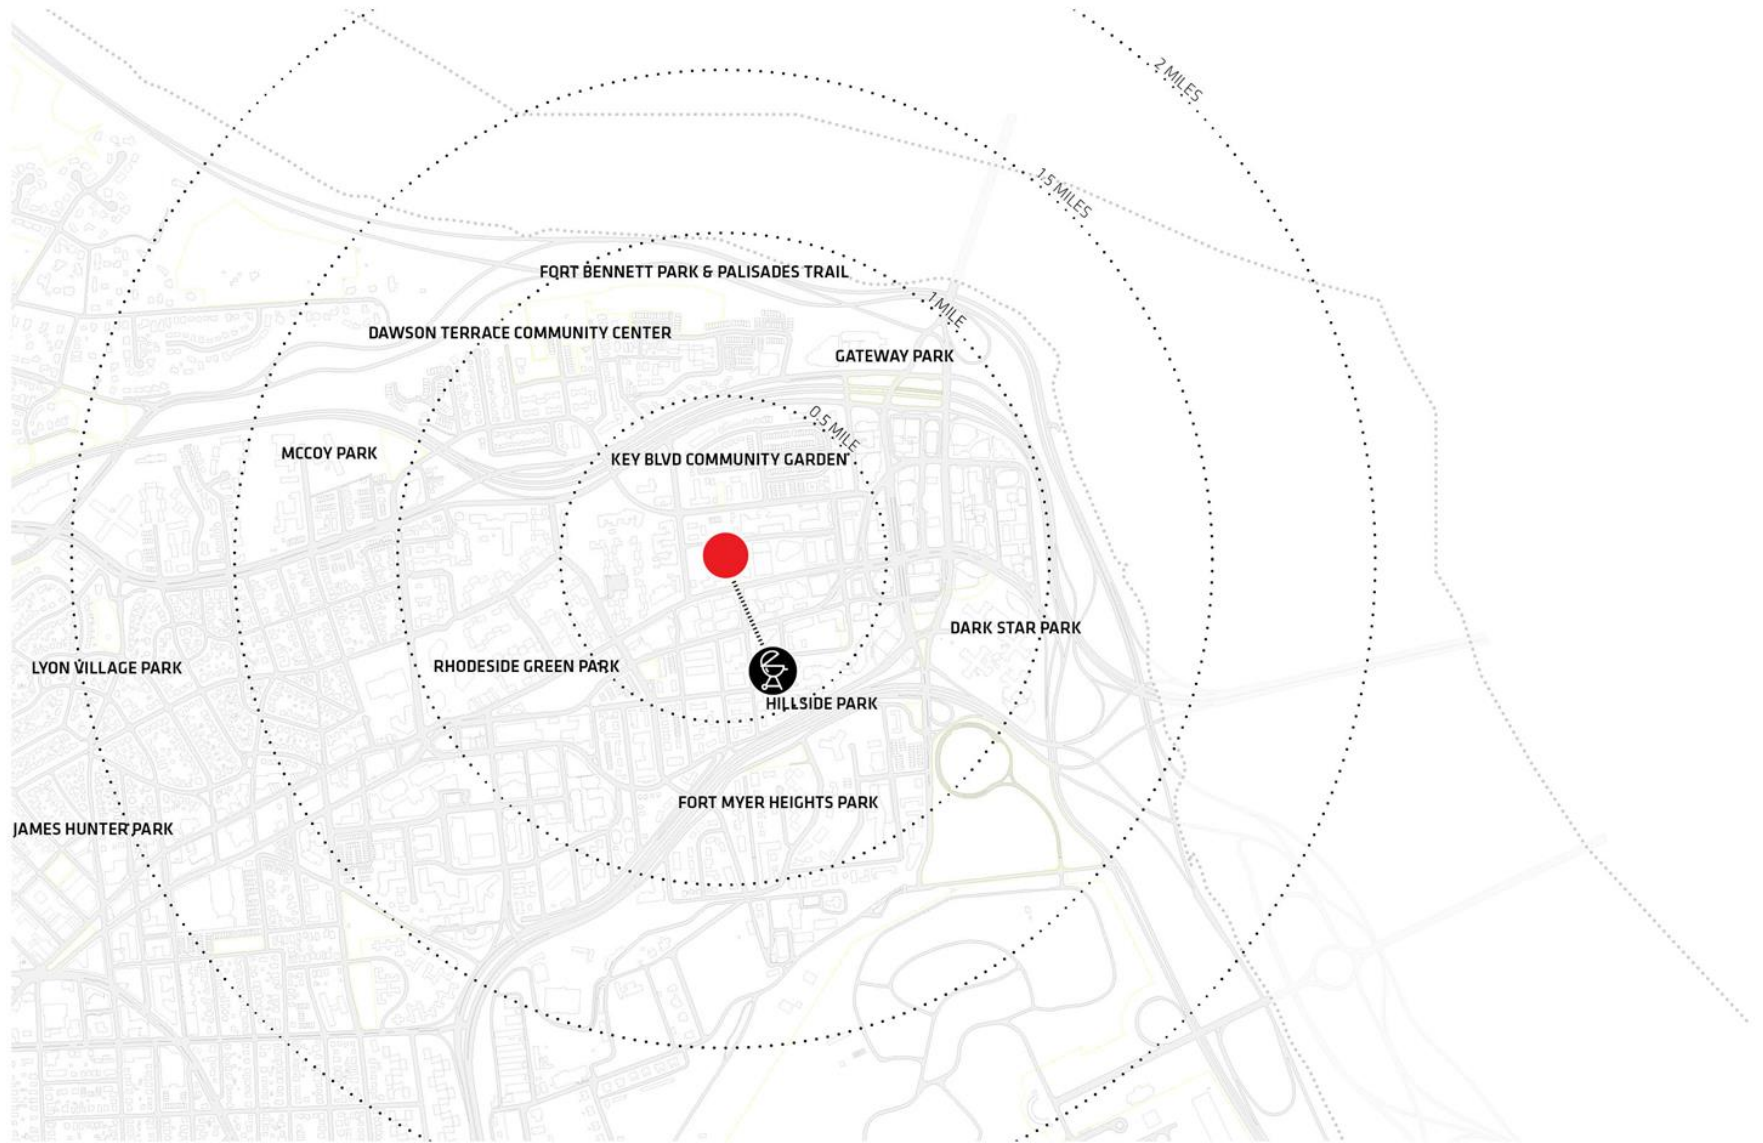 2 MILES
1.5 MILES
FORT BENNETT PARK & PALISADES TRAIL
1 MILE
DAWSON TERRACE COMMUNITY CENTER
GATEWAY PARK
0.5 MILE
MCCOY PARK
KEY BLVD COMMUNITY GARDEN
DARK STAR PARK
LYON VILLAGE PARK
RHODESIDE GREEN PARK
HILLSIDE PARK
FORT MYER HEIGHTS PARK
JAMES HUNTER PARK